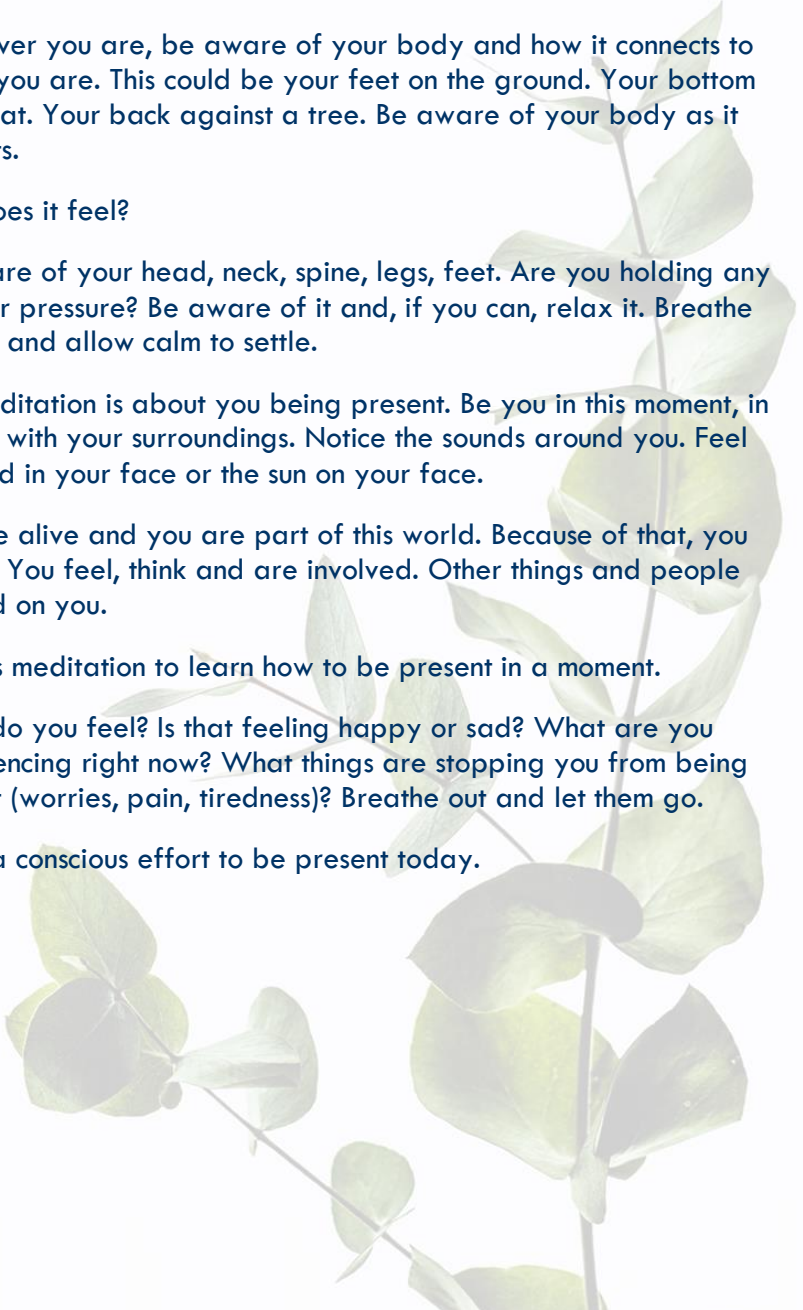 ver you are, be aware of your body and how it connects to
you are. This could be your feet on the ground. Your bottom
at. Your back against a tree. Be aware of your body as it
s.
oes it feel?
are of your head, neck, spine, legs, feet. Are you holding any
r pressure? Be aware of it and, if you can, relax it. Breathe
and allow calm to settle.
ditation is about you being present. Be you in this moment, in
with your surroundings. Notice the sounds around you. Feel
d in your face or the sun on your face.
e alive and you are part of this world. Because of that, you
You feel, think and are involved. Other things and people
d on you.
s meditation to learn how to be present in a moment.
do you feel? Is that feeling happy or sad? What are you
encing right now? What things are stopping you from being
(worries, pain, tiredness)? Breathe out and let them go.
a conscious effort to be present today.